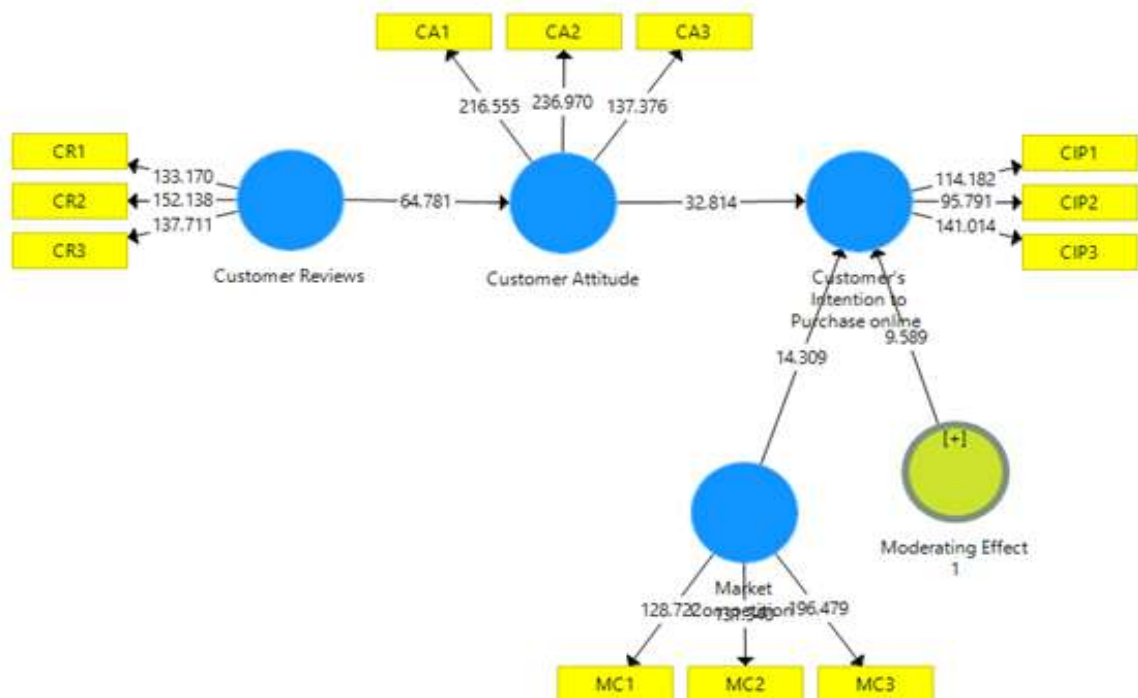 CA1
CA2
CA3
216.555
236.970
137.376
CR1
CR2
CR3
133.170
152.138
137.711
64.781
32.814
CIP1
CIP2
CIP3
114.182
95.791
141.014
Customer Reviews
Customer Attitude
Customer's
Intention to
Purchase online
14.309
9.589
[+]
Moderating Effect
1
Market
128.722
196.479
MC1
MC2
MC3